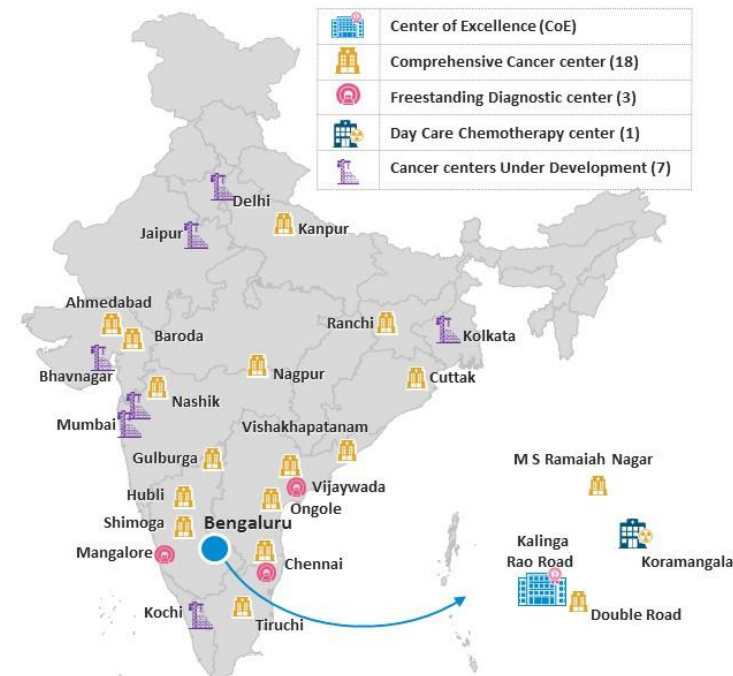 Center of Excellence (CoE)
Comprehensive Cancer center (18)
Freestanding Diagnostic center (3)
Day Care Chemotherapy center (1)
Cancer centers Under Development (7)
Delhi
Jaipur
Kanpur
Ahmedabad
Baroda
Ranchi
Kolkata
Bhavnagar
Nagpur
Cuttak
Nashik
Mumbai
Vishakhapatanam
Gulburga
Vijaywada
Hubli
Ongole
Shimoga
Bengaluru
Mangalore
Chennai
Kochi
Tiruchi
M S Ramaiah Nagar
Kalinga
Rao Road
Koramangala
Double Road